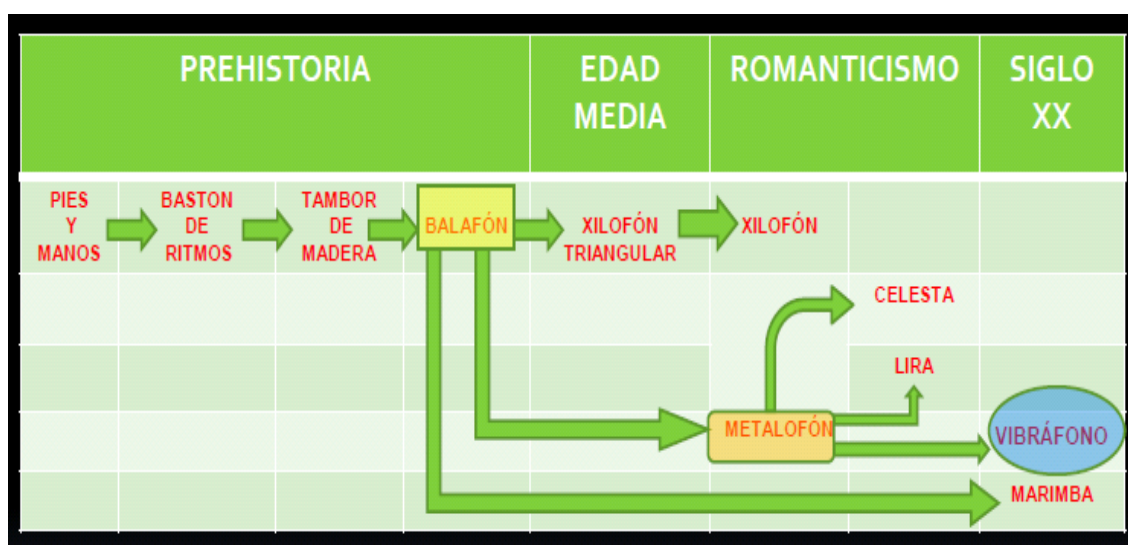 PREHISTORIA
EDAD
MEDIA
ROMANTICISMO
SIGLO
XX
PIES
Y
MANOS
BASTON
DE
RITMOS
TAMBOR
DE
MADERA
BALAFÓN
XILOFÓN
TRIANGULAR
XILOFÓN
CELESTA
LIRA
METALOFÓN
VIBRÁFONO
MARIMBA